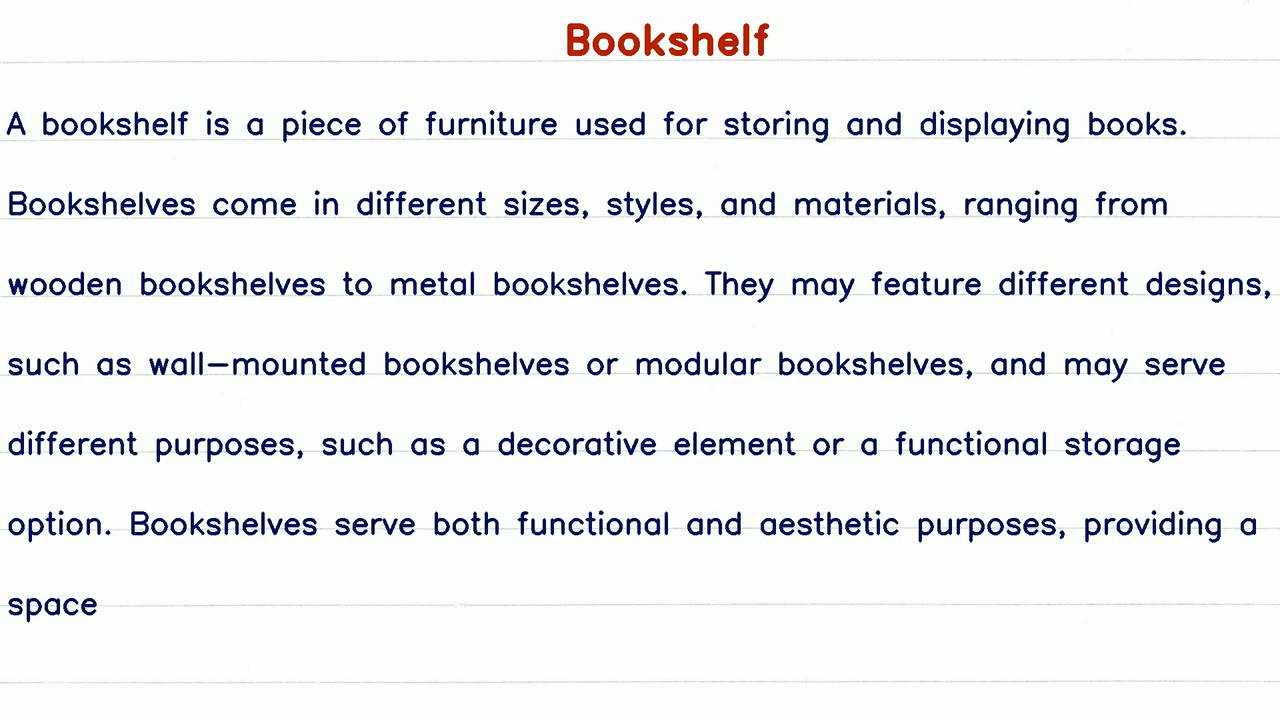 Bookshelf
A bookshelf is a piece of furniture used for storing and displaying books.
Bookshelves come in different sizes, styles, and materials, ranging from
wooden bookshelves to metal bookshelves. They may feature different designs,
such as wall-mounted bookshelves or modular bookshelves, and may serve
different purposes, such as a decorative element or a functional storage
option. Bookshelves serve both functional and aesthetic purposes, providing a
space